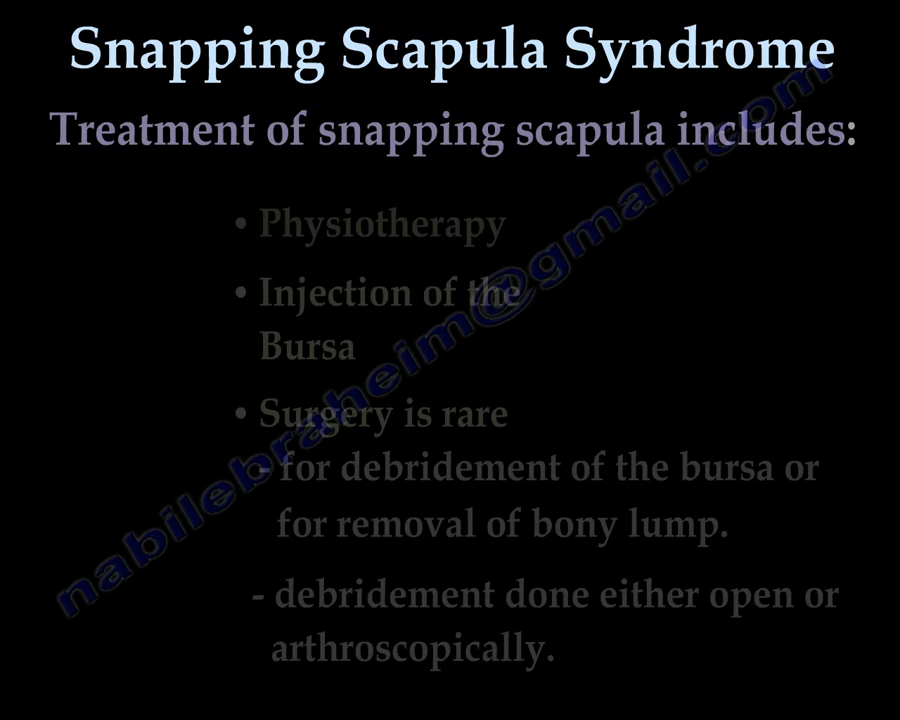 Snapping Scapula Syndrome
Treatment of snapping scapula includes:
• Physiotherapy
• Injection of the
Bursa
• Surgery is rare
- for debridement of the bursa or
for removal of bony lump.
- debridement done either open or
arthroscopically.
nabilebraheim@gmail.com